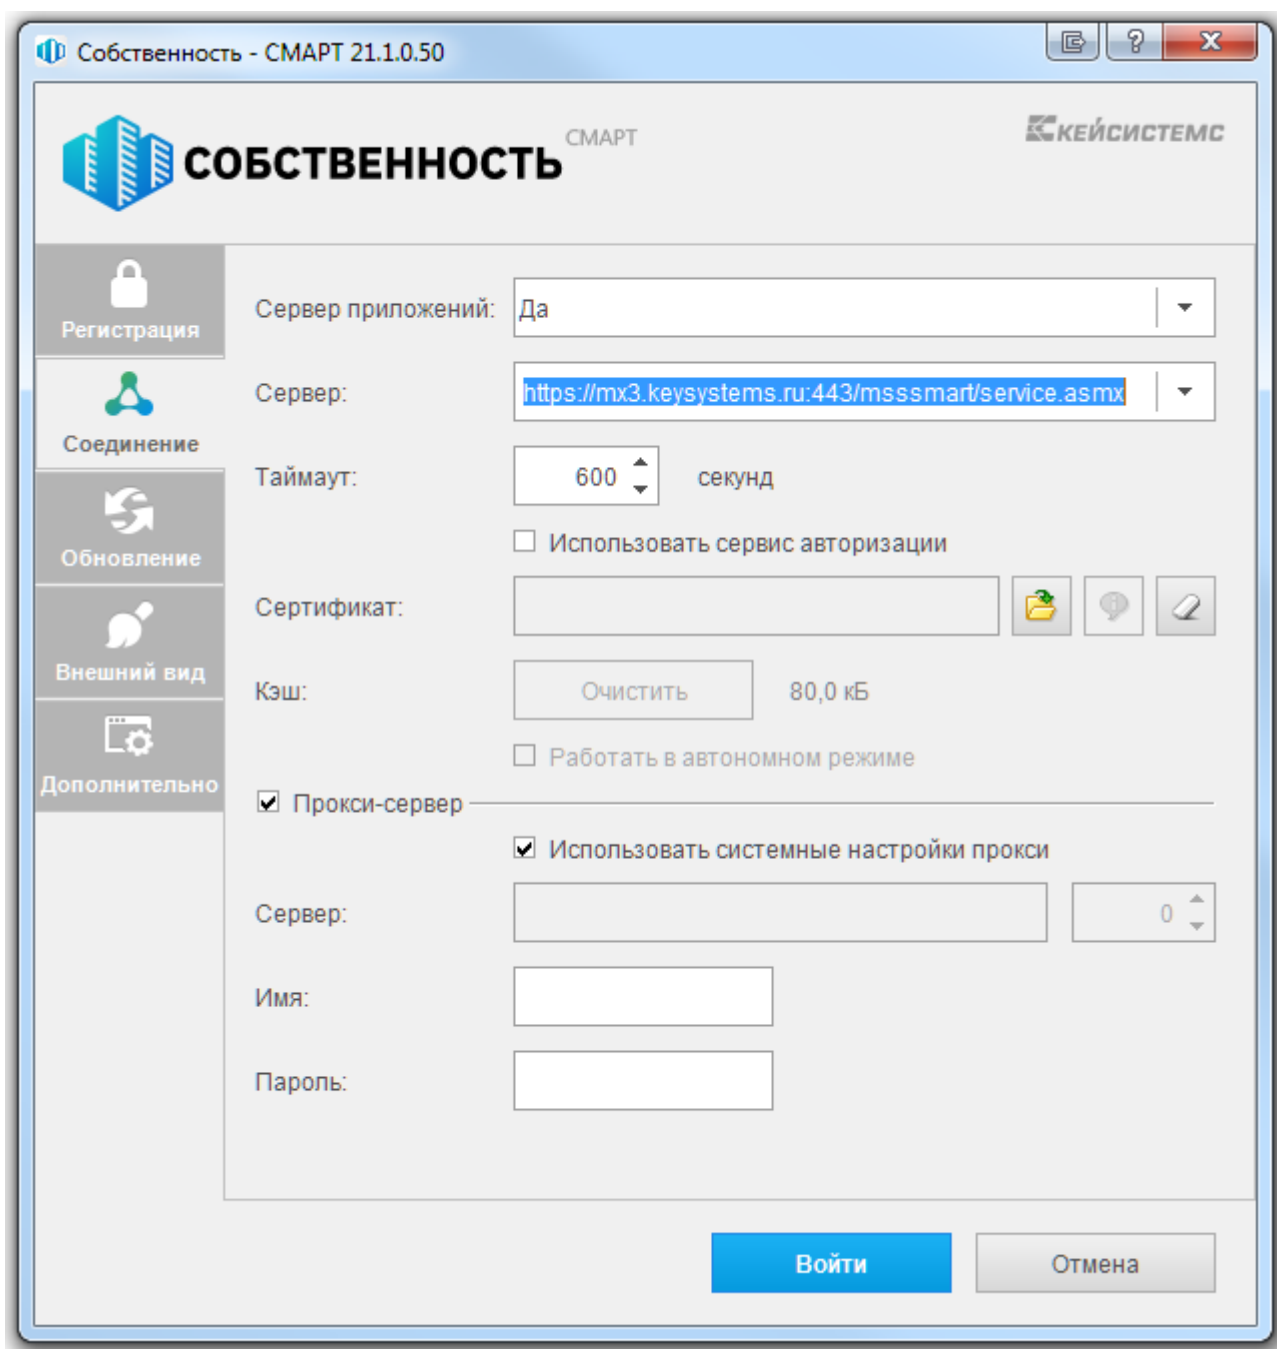 Собственность - СМАРТ 21.1.0.50
СОБСТВЕННОСТЬ СМАРТ
КЕЙСИСТЕМС
Регистрация
Соединение
Обновление
Внешний вид
Дополнительно
Сервер приложений: Да
Сервер: https://mx3.keysystems.ru:443/msssmart/service.asmx
Таймаут: 600 секунд
Использовать сервис авторизации
Сертификат:
Кэш: Очистить 80,0 кБ
Работать в автономном режиме
Прокси-сервер
Использовать системные настройки прокси
Сервер: 0
Имя:
Пароль:
Войти Отмена